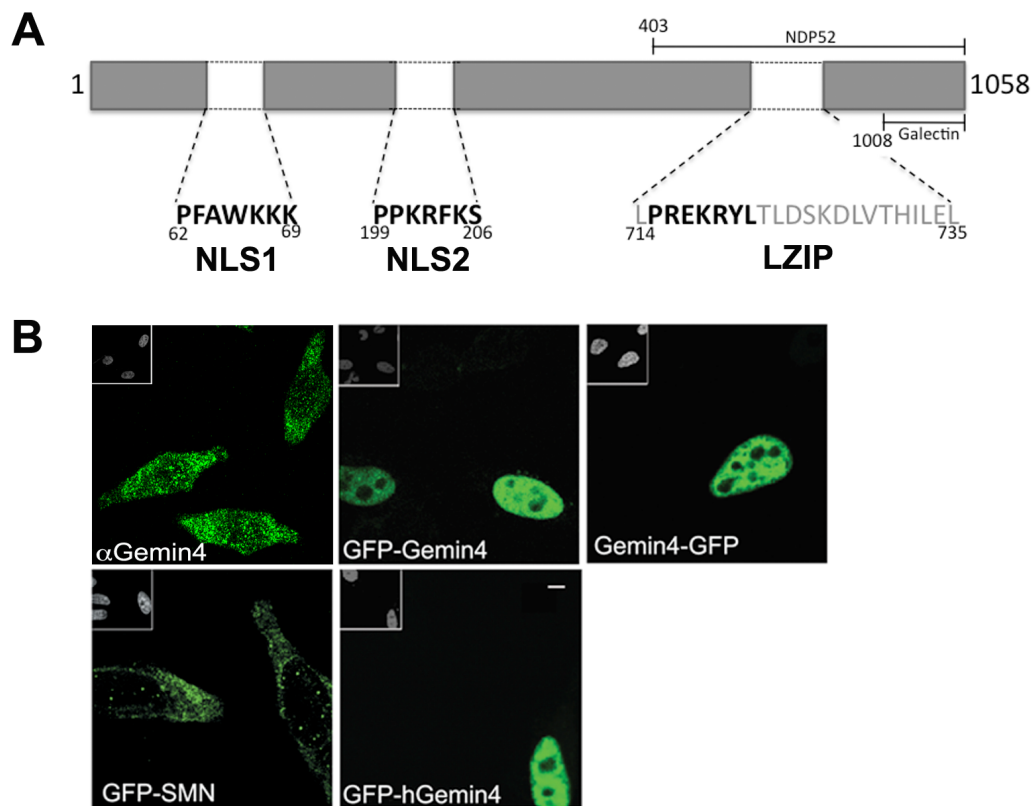 A
403
NDP52
1
1058
1008
Galectin
PFAWKKK
62
69
NLS1
PPKRFKS
199
206
NLS2
LPREKRYLTLDSKDLVTHILEL
714
735
LZIP
B
αGemin4
GFP-Gemin4
Gemin4-GFP
GFP-SMN
GFP-hGemin4